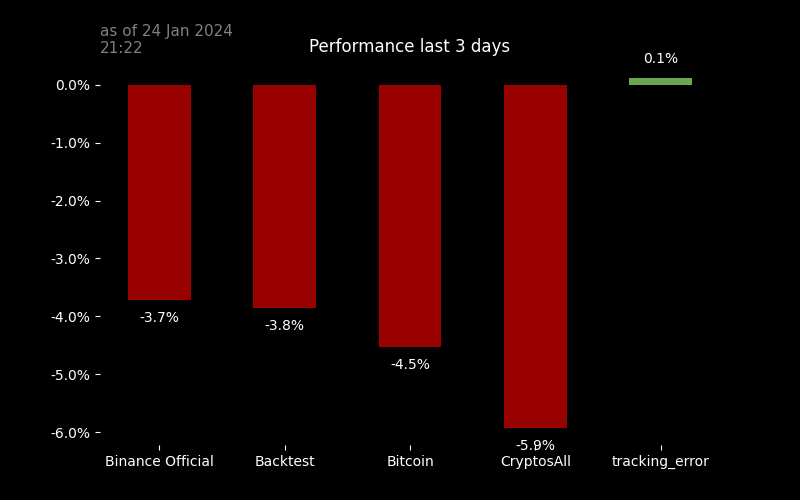 as of 24 Jan 2024
21:22
Performance last 3 days
0.1%
0.0%
-1.0%
-2.0%
-3.0%
-4.0%
-5.0%
-6.0%
-3.7%
-3.8%
-4.5%
-5.9%
Binance Official
Backtest
Bitcoin
CryptosAll
tracking_error